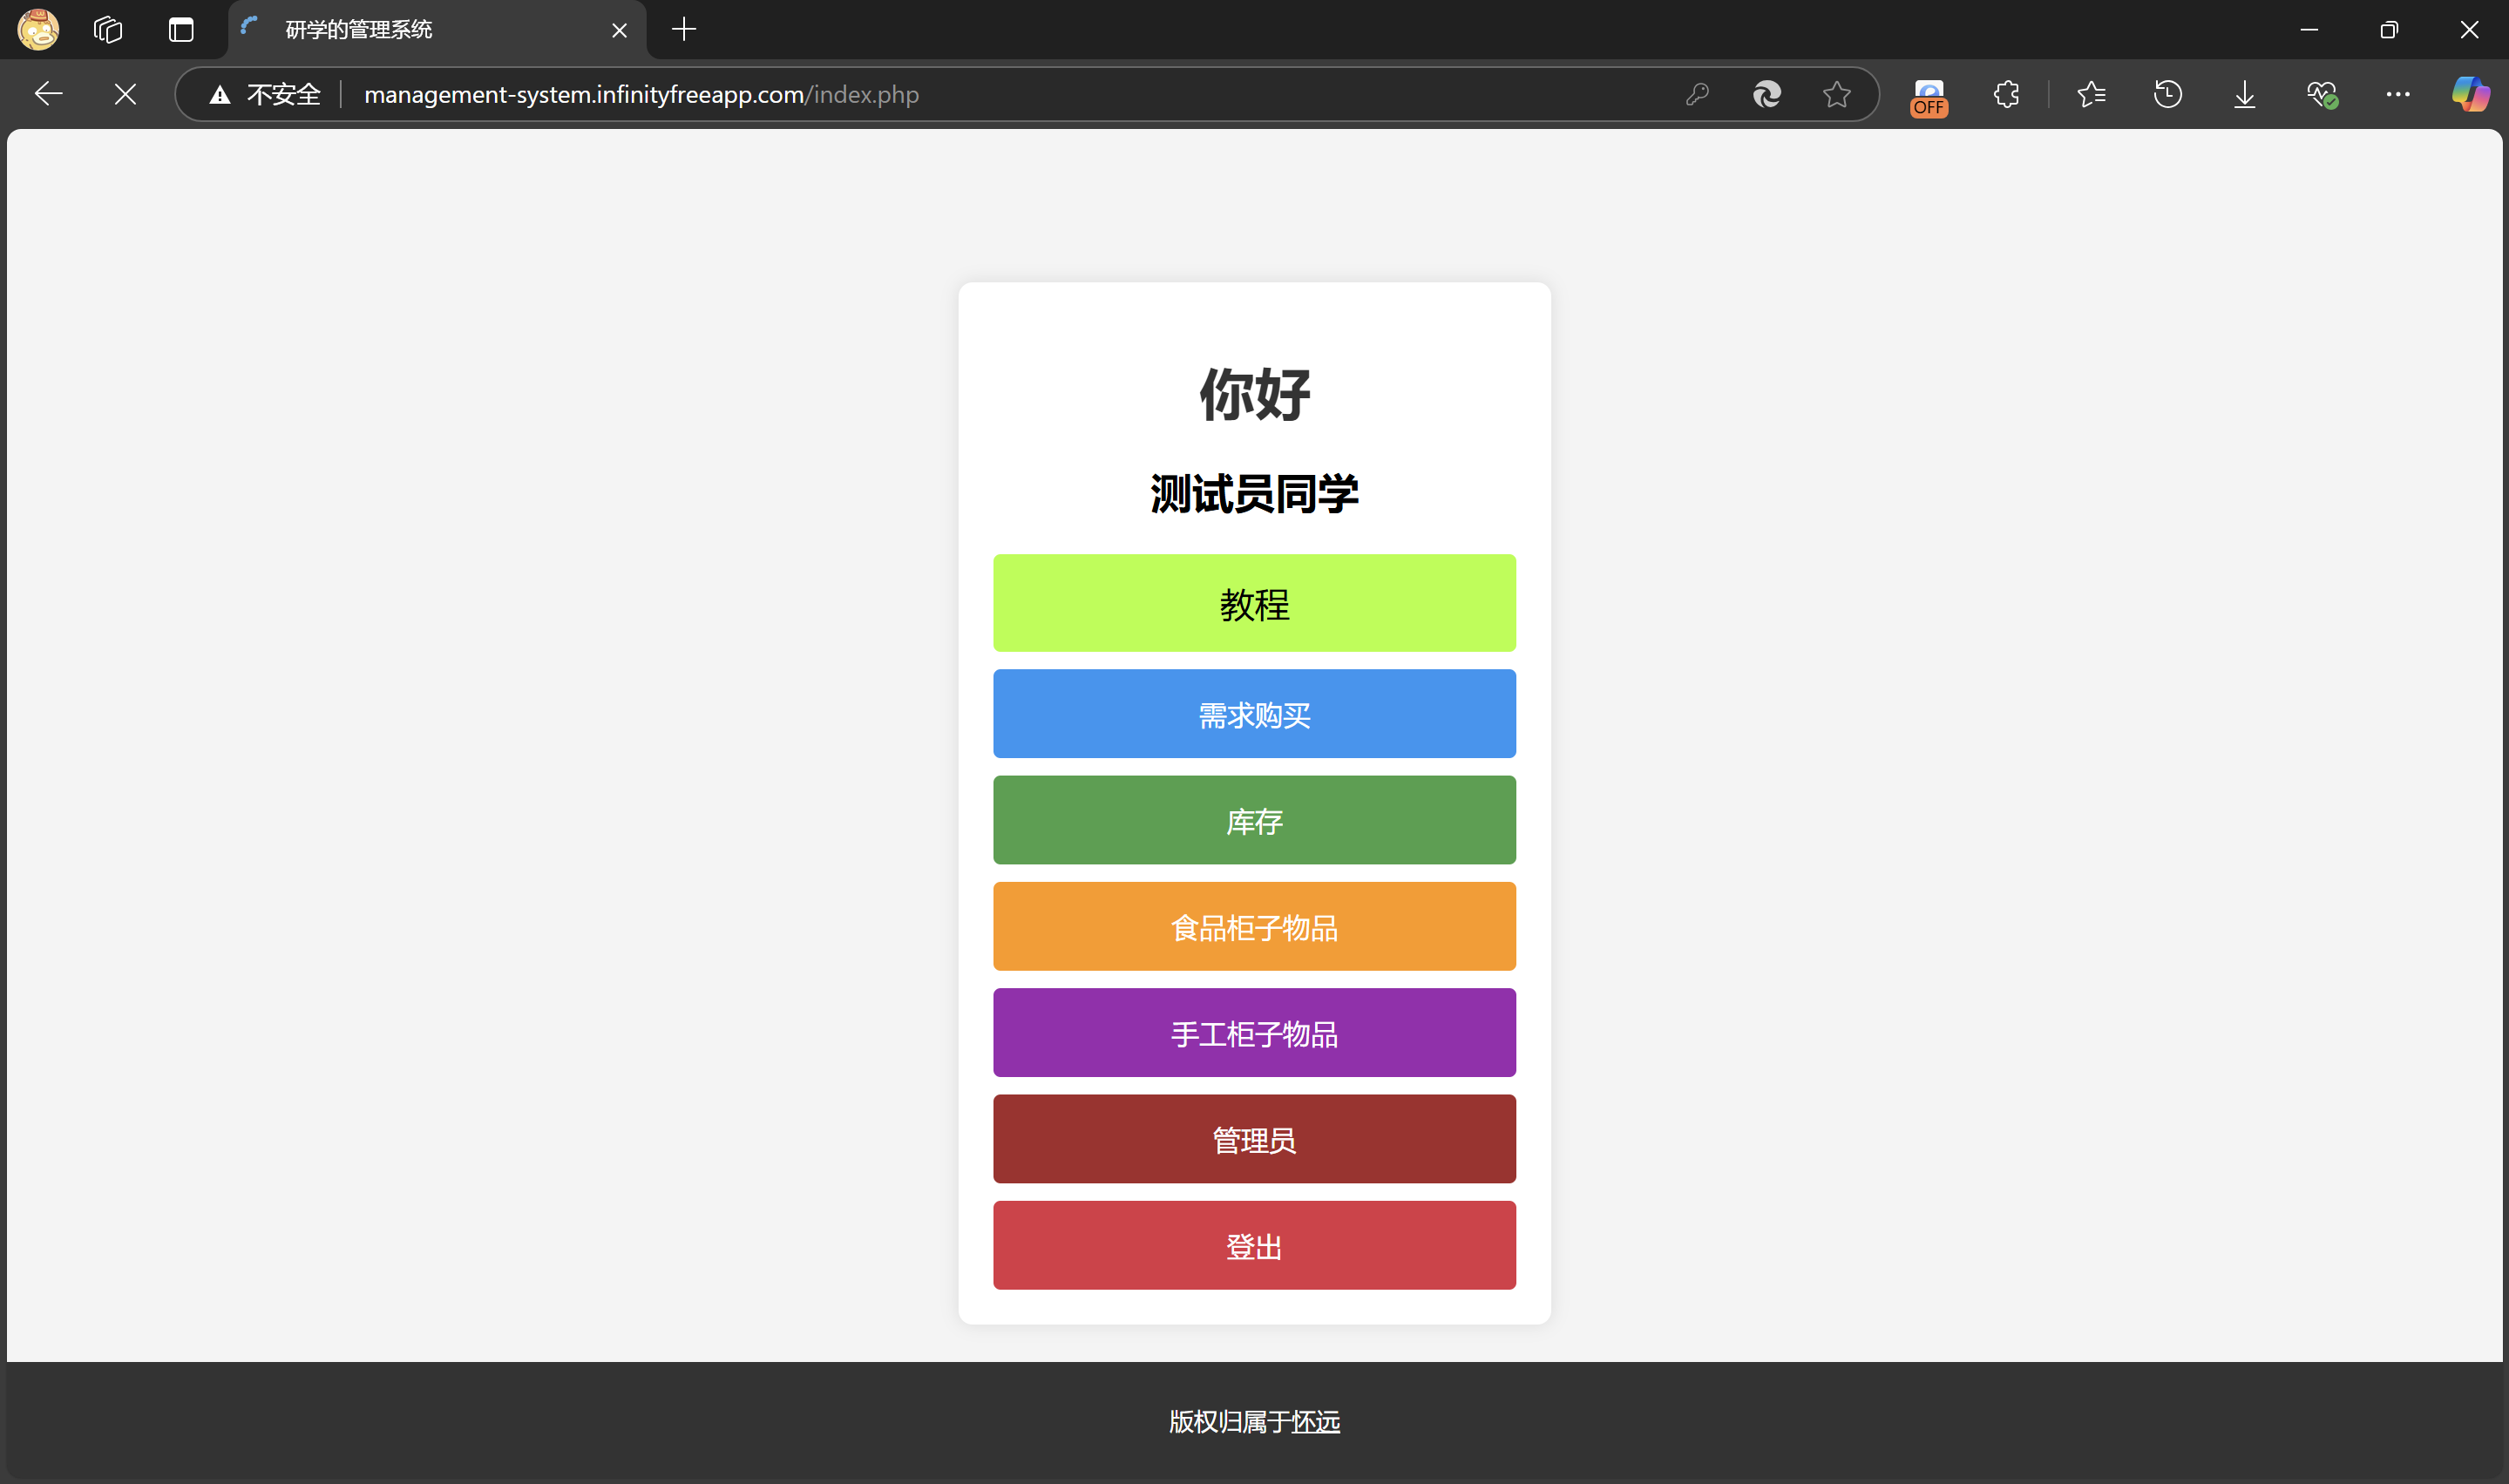 研学的管理系统
不安全 management-system.infinityfreeapp.com/index.php
OFF
你好
测试员同学
教程
需求购买
库存
食品柜子物品
手工柜子物品
管理员
登出
版权归属于怀远